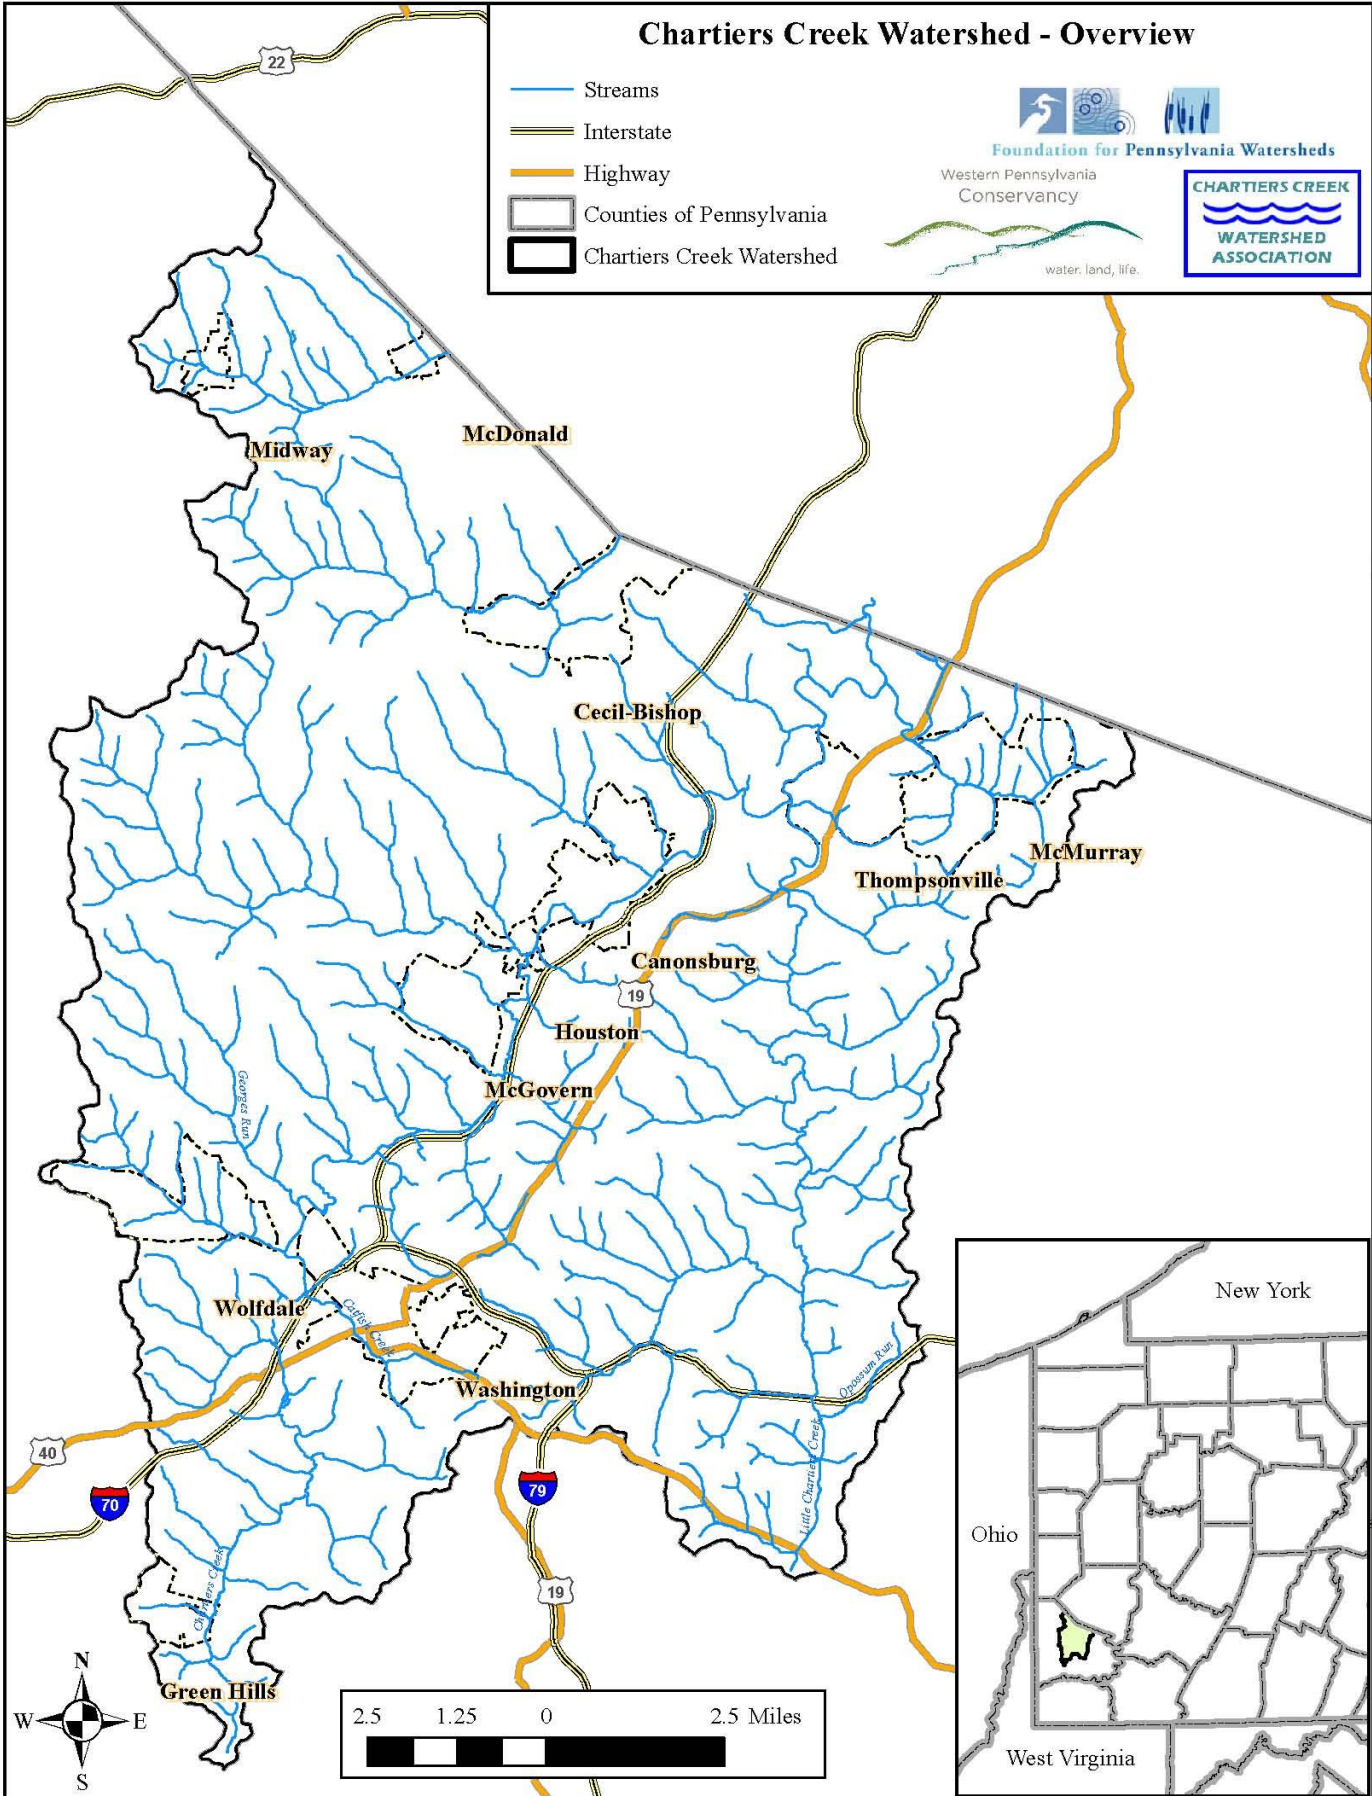 Chartiers Creek Watershed - Overview
Streams
Interstate
Highway
Counties of Pennsylvania
Chartiers Creek Watershed
Foundation for Pennsylvania Watersheds
Western Pennsylvania
Conservancy
water, land, life.
CHARTIERS CREEK
WATERSHED
ASSOCIATION
22
McDonald
Midway
Cecil-Bishop
McMurray
Thompsonville
Canonsburg
19
Houston
McGovern
Georges Run
Wolfdale
Catfish Creek
Washington
Opossum Run
Little Chartiers Creek
40
70
79
19
Chartiers Creek
Green Hills
N
W E
S
2.5 1.25 0 2.5 Miles
New York
Ohio
West Virginia